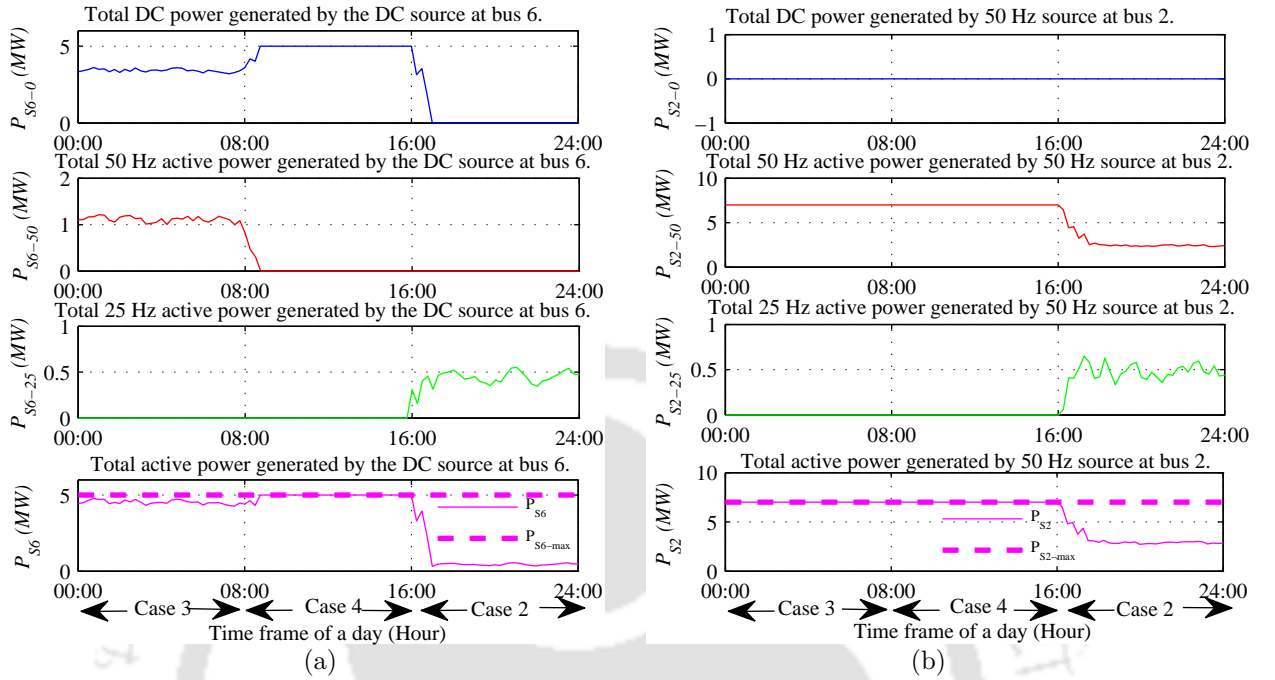 Total DC power generated by the DC source at bus 6.
P_{S6−0} (MW)
5
0
00:00 08:00 16:00 24:00
Total 50 Hz active power generated by the DC source at bus 6.
P_{S6−50} (MW)
2
1
0
00:00 08:00 16:00 24:00
Total 25 Hz active power generated by the DC source at bus 6.
P_{S6−25} (MW)
1
0.5
0
00:00 08:00 16:00 24:00
Total active power generated by the DC source at bus 6.
P_{S6} (MW)
5
0
P_{S6}
P_{S6−max}
00:00 08:00 16:00 24:00
Case 3 Case 4 Case 2
Time frame of a day (Hour)
(a)
Total DC power generated by 50 Hz source at bus 2.
P_{S2−0} (MW)
1
0
−1
00:00 08:00 16:00 24:00
Total 50 Hz active power generated by 50 Hz source at bus 2.
P_{S2−50} (MW)
10
5
0
00:00 08:00 16:00 24:00
Total 25 Hz active power generated by 50 Hz source at bus 2.
P_{S2−25} (MW)
1
0.5
0
00:00 08:00 16:00 24:00
Total active power generated by 50 Hz source at bus 2.
P_{S2} (MW)
10
5
0
P_{S2}
P_{S2−max}
00:00 08:00 16:00 24:00
Case 3 Case 4 Case 2
Time frame of a day (Hour)
(b)